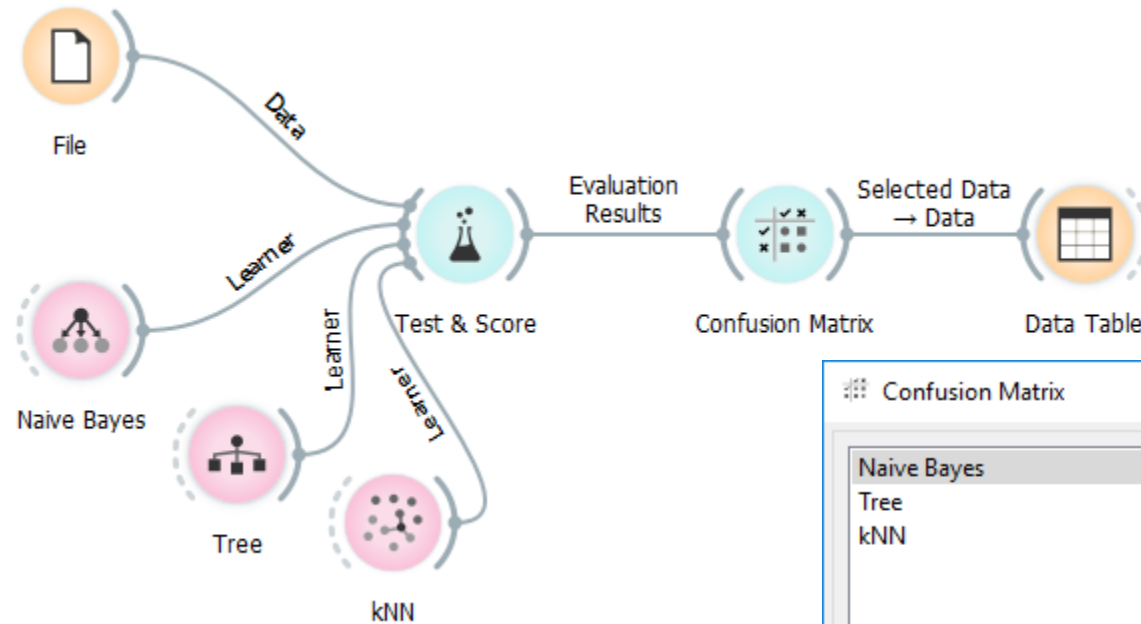 File
Data
Learner
Naive Bayes
Learner
Tree
Learner
kNN
Test & Score
Evaluation
Results
Confusion Matrix
Selected Data
→ Data
Data Table
Confusion Matrix
Naive Bayes
Tree
kNN